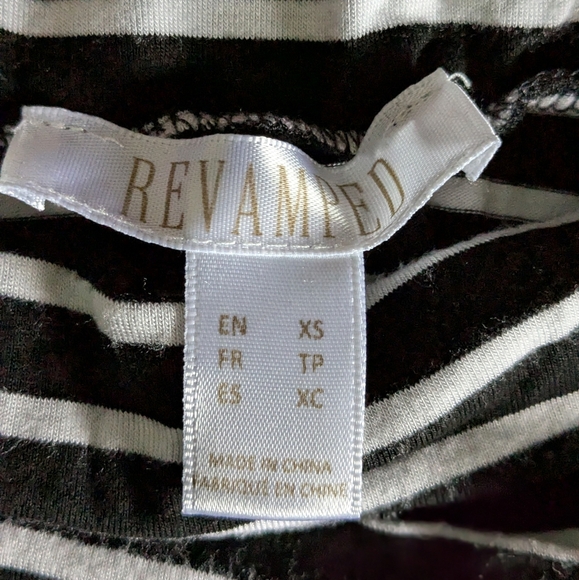 REVAMPED
EN XS
FR TP
ES XC
MADE IN CHINA
FABRIQUÉ EN CHINE